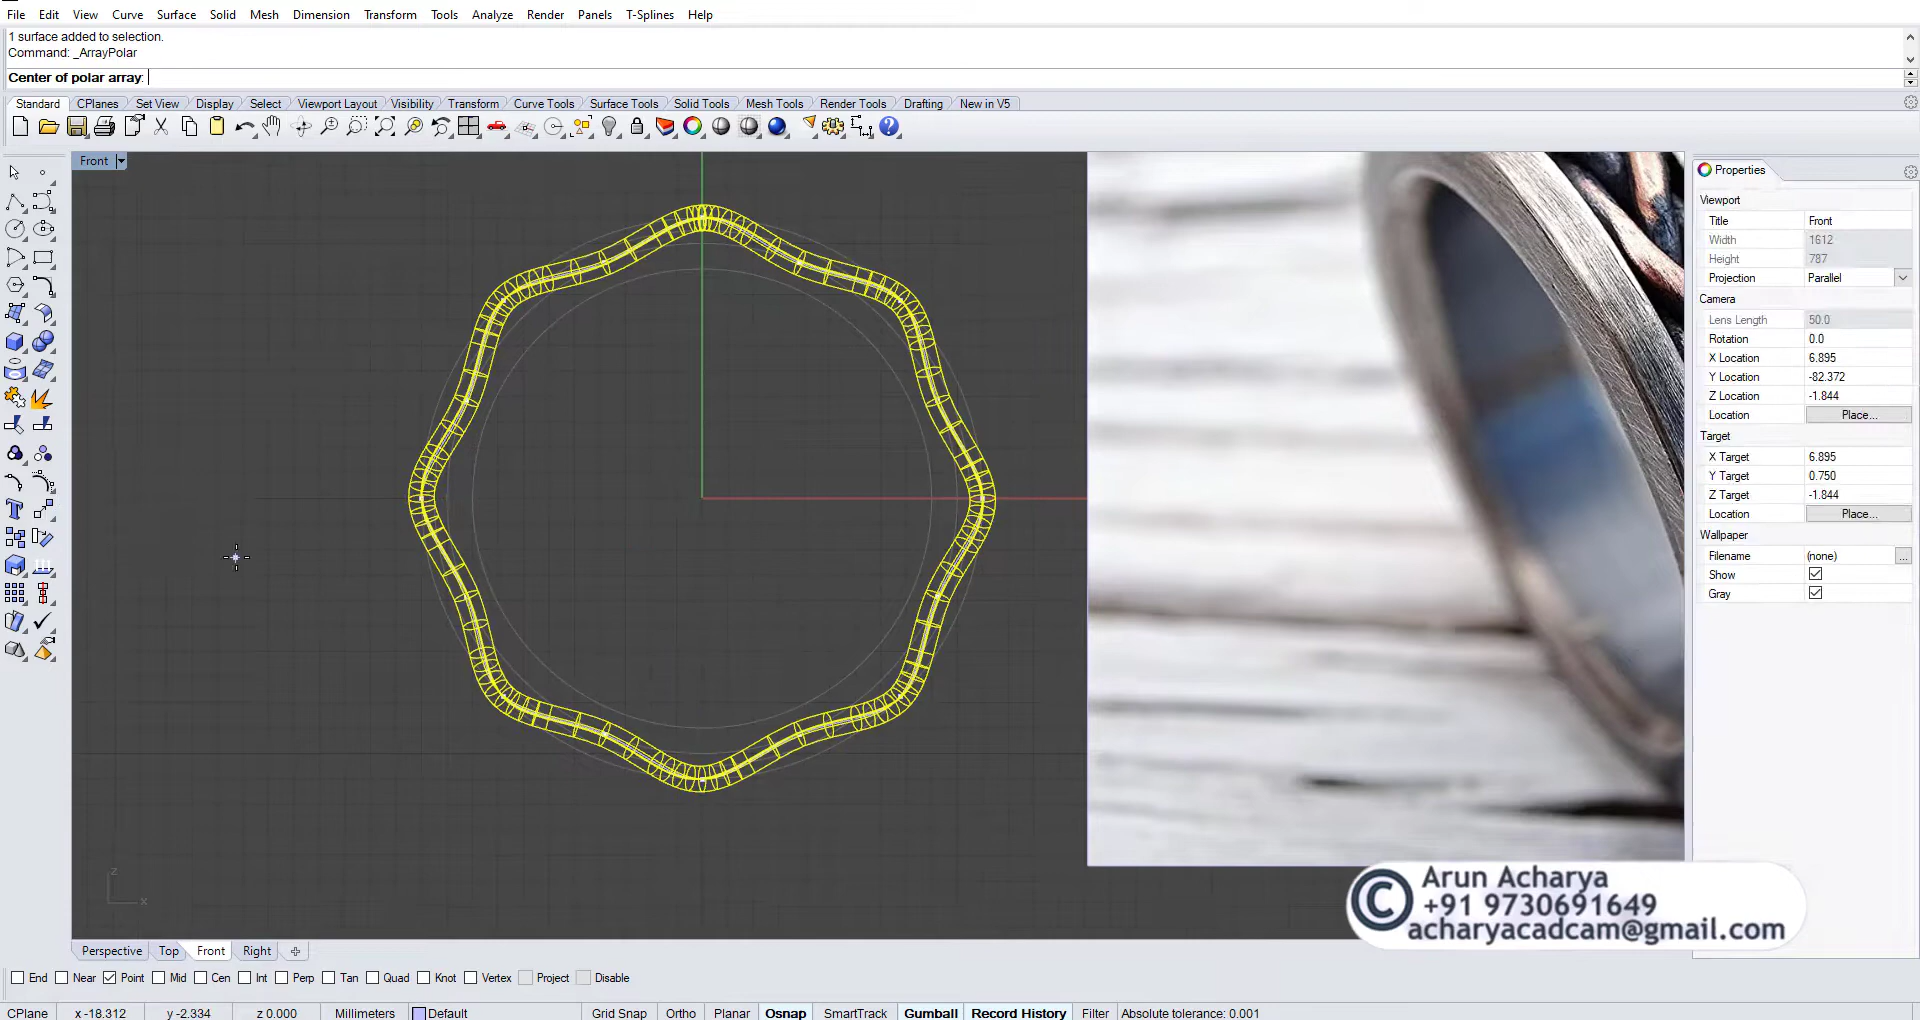 File Edit View Curve Surface Solid Mesh Dimension Transform Tools Analyze Render Panels T-Splines Help
1 surface added to selection.
Command: _ArrayPolar
Center of polar array:
Standard CPlanes Set View Display Select Viewport Layout Visibility Transform Curve Tools Surface Tools Solid Tools Mesh Tools Render Tools Drafting New in V5
Front
Properties
Viewport
Title Front
Width 1612
Height 787
Projection Parallel
Camera
Lens Length 50.0
Rotation 0.0
X Location 6.895
Y Location -82.372
Z Location -1.844
Location Place...
Target
X Target 6.895
Y Target 0.750
Z Target -1.844
Location Place...
Wallpaper
Filename (none) ...
Show
Gray
z
x
© Arun Acharya
+91 9730691649
acharyacadcam@gmail.com
Perspective Top Front Right
End Near Point Mid Cen Int Perp Tan Quad Knot Vertex Project Disable
CPlane x -18.312 y -2.334 z 0.000 Millimeters Default Grid Snap Ortho Planar Osnap SmartTrack Gumball Record History Filter Absolute tolerance: 0.001